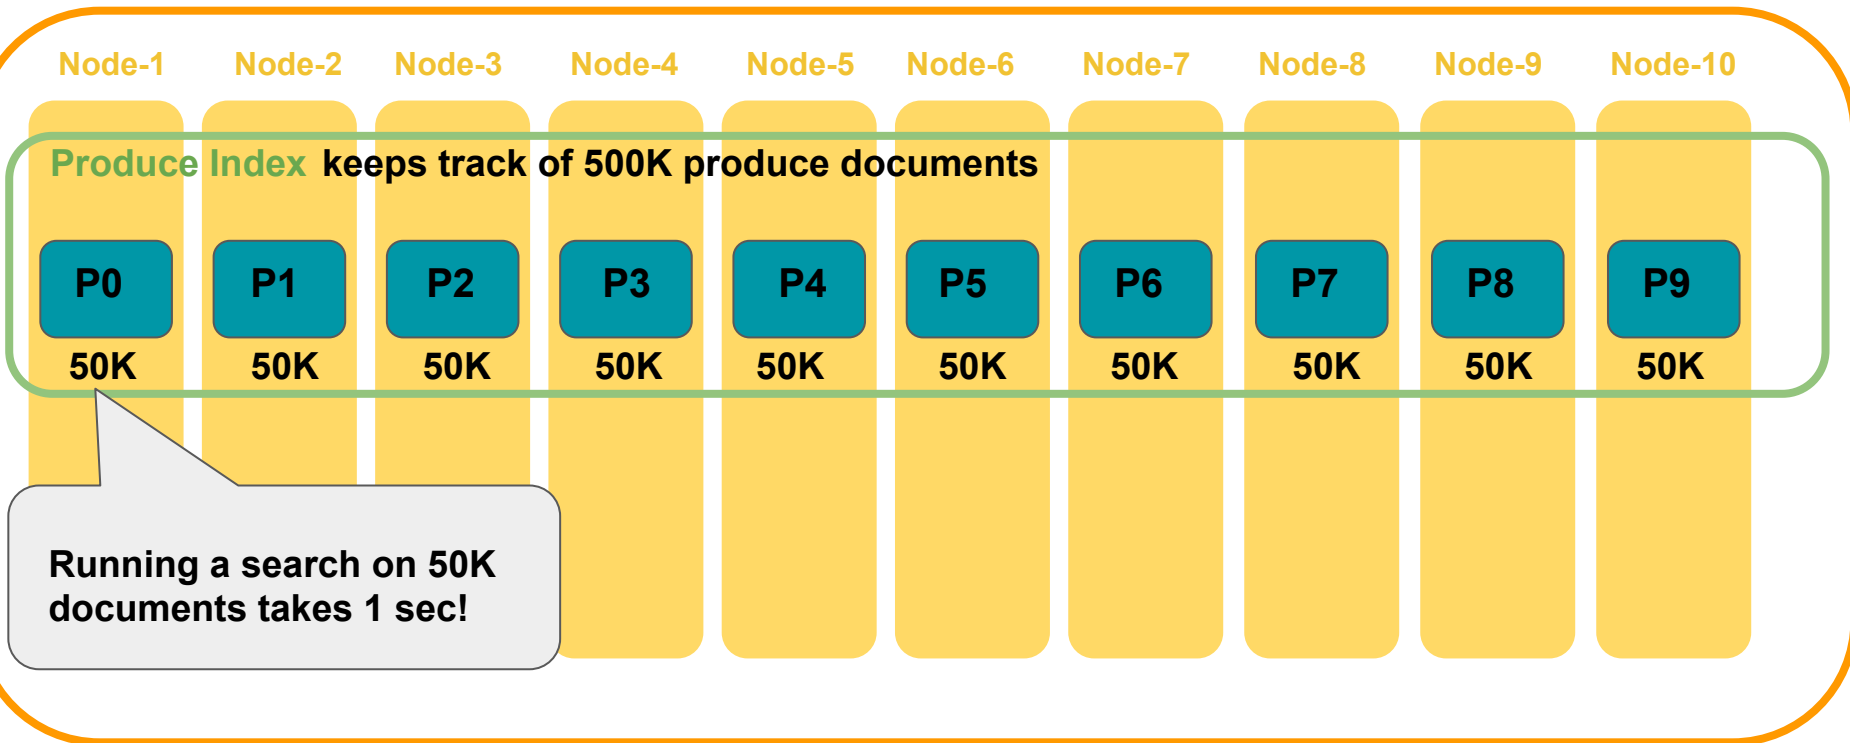 Node-1 Node-2 Node-3 Node-4 Node-5 Node-6 Node-7 Node-8 Node-9 Node-10
Produce Index keeps track of 500K produce documents
P0 P1 P2 P3 P4 P5 P6 P7 P8 P9
50K 50K 50K 50K 50K 50K 50K 50K 50K 50K
Running a search on 50K
documents takes 1 sec!